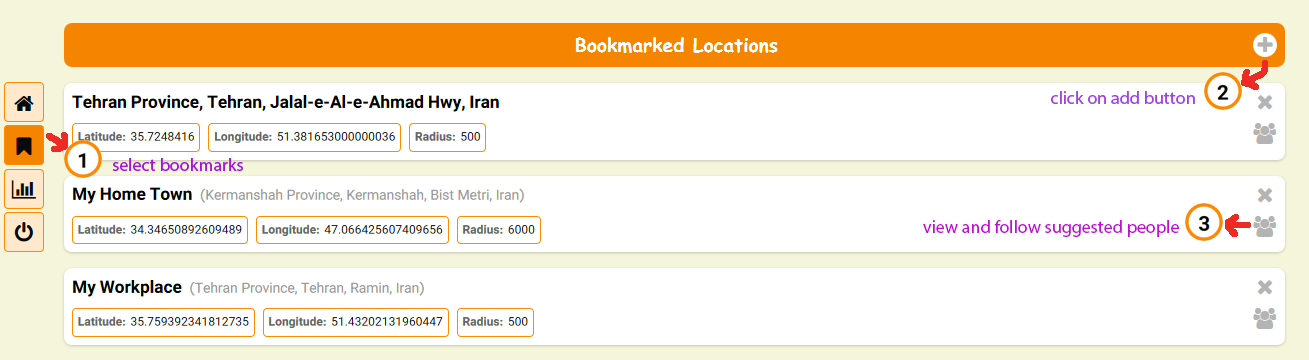 Bookmarked Locations
Tehran Province, Tehran, Jalal-e-Al-e-Ahmad Hwy, Iran
click on add button 2
Latitude: 35.7248416 Longitude: 51.381653000000036 Radius: 500
1 select bookmarks
My Home Town (Kermanshah Province, Kermanshah, Bist Metri, Iran)
Latitude: 34.34650892609489 Longitude: 47.066425607409656 Radius: 6000
view and follow suggested people 3
My Workplace (Tehran Province, Tehran, Ramin, Iran)
Latitude: 35.759392341812735 Longitude: 51.43202131960447 Radius: 500